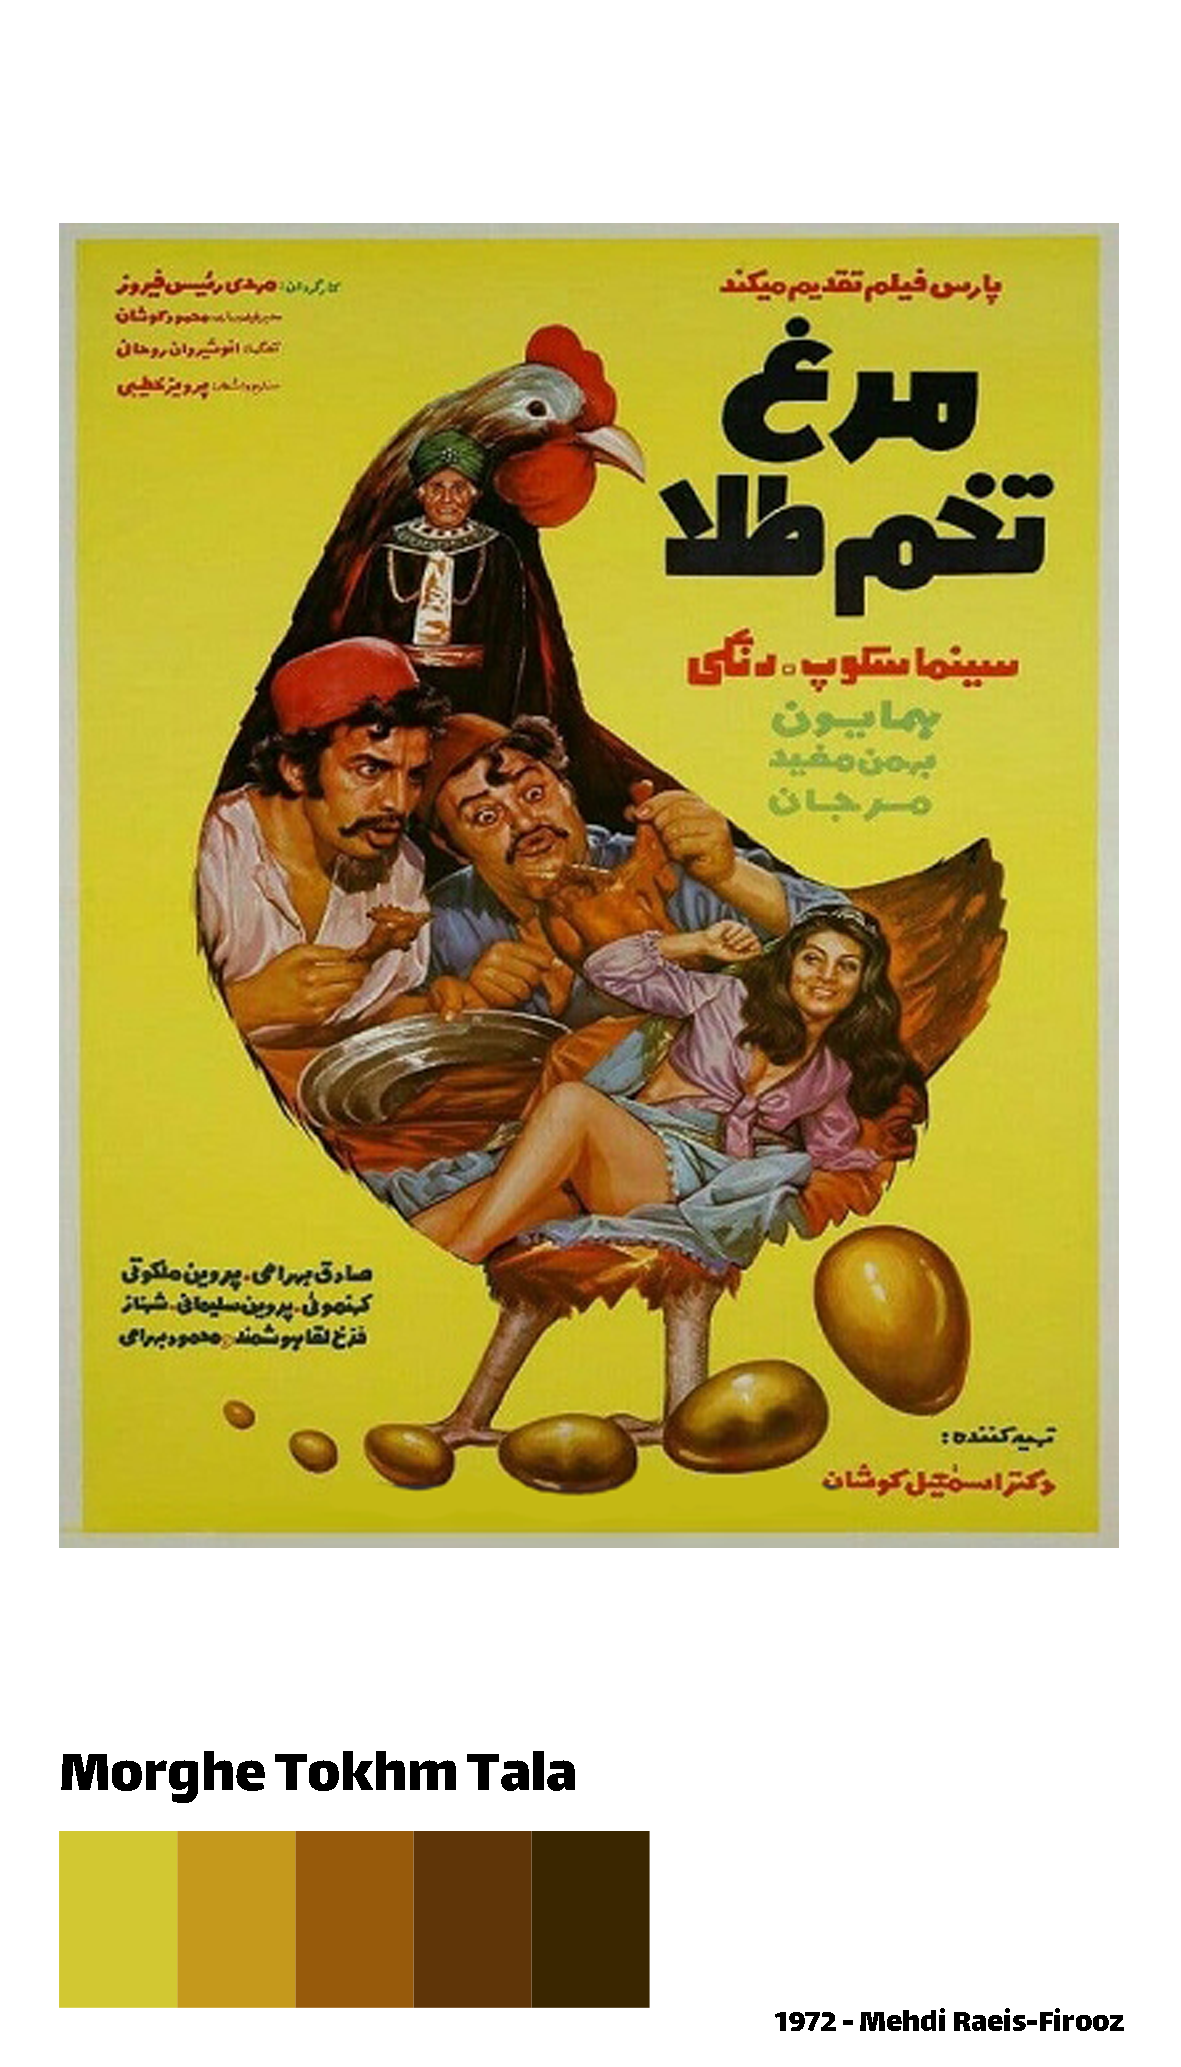 پارس فیلم تقدیم میکند
مرغ
تخم طلا
سینما سکوپ . رنگی
همایون
بهمن مفید
مرجان
کارگردان: مهدی رئیس فیروز
محمود کوشان
آهنگها: انوشیروان روحانی
پرویز خطیبی
صادق بهرامی . پروین ملکوتی
کهنموئی . پروین سلیمانی . شهناز
فرخ لقا هوشمند . محمود بهرامی
تهیه کننده :
دکتر اسمعیل کوشان
Morghe Tokhm Tala
1972 - Mehdi Raeis-Firooz